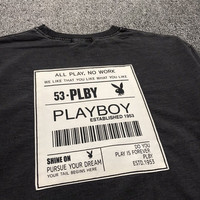 ALL PLAY, NO WORK
WE LIKE THAT YOU LIKE WHAT YOU LIKE
53-PLBY
PLAYBOY
ESTABLISHED 1953
SHINE ON
PURSUE YOUR DREAM
YOUR TAIL BEGINS HERE
DO YOU
PLAY IS FOREVER
PLBY
ESTD.1953